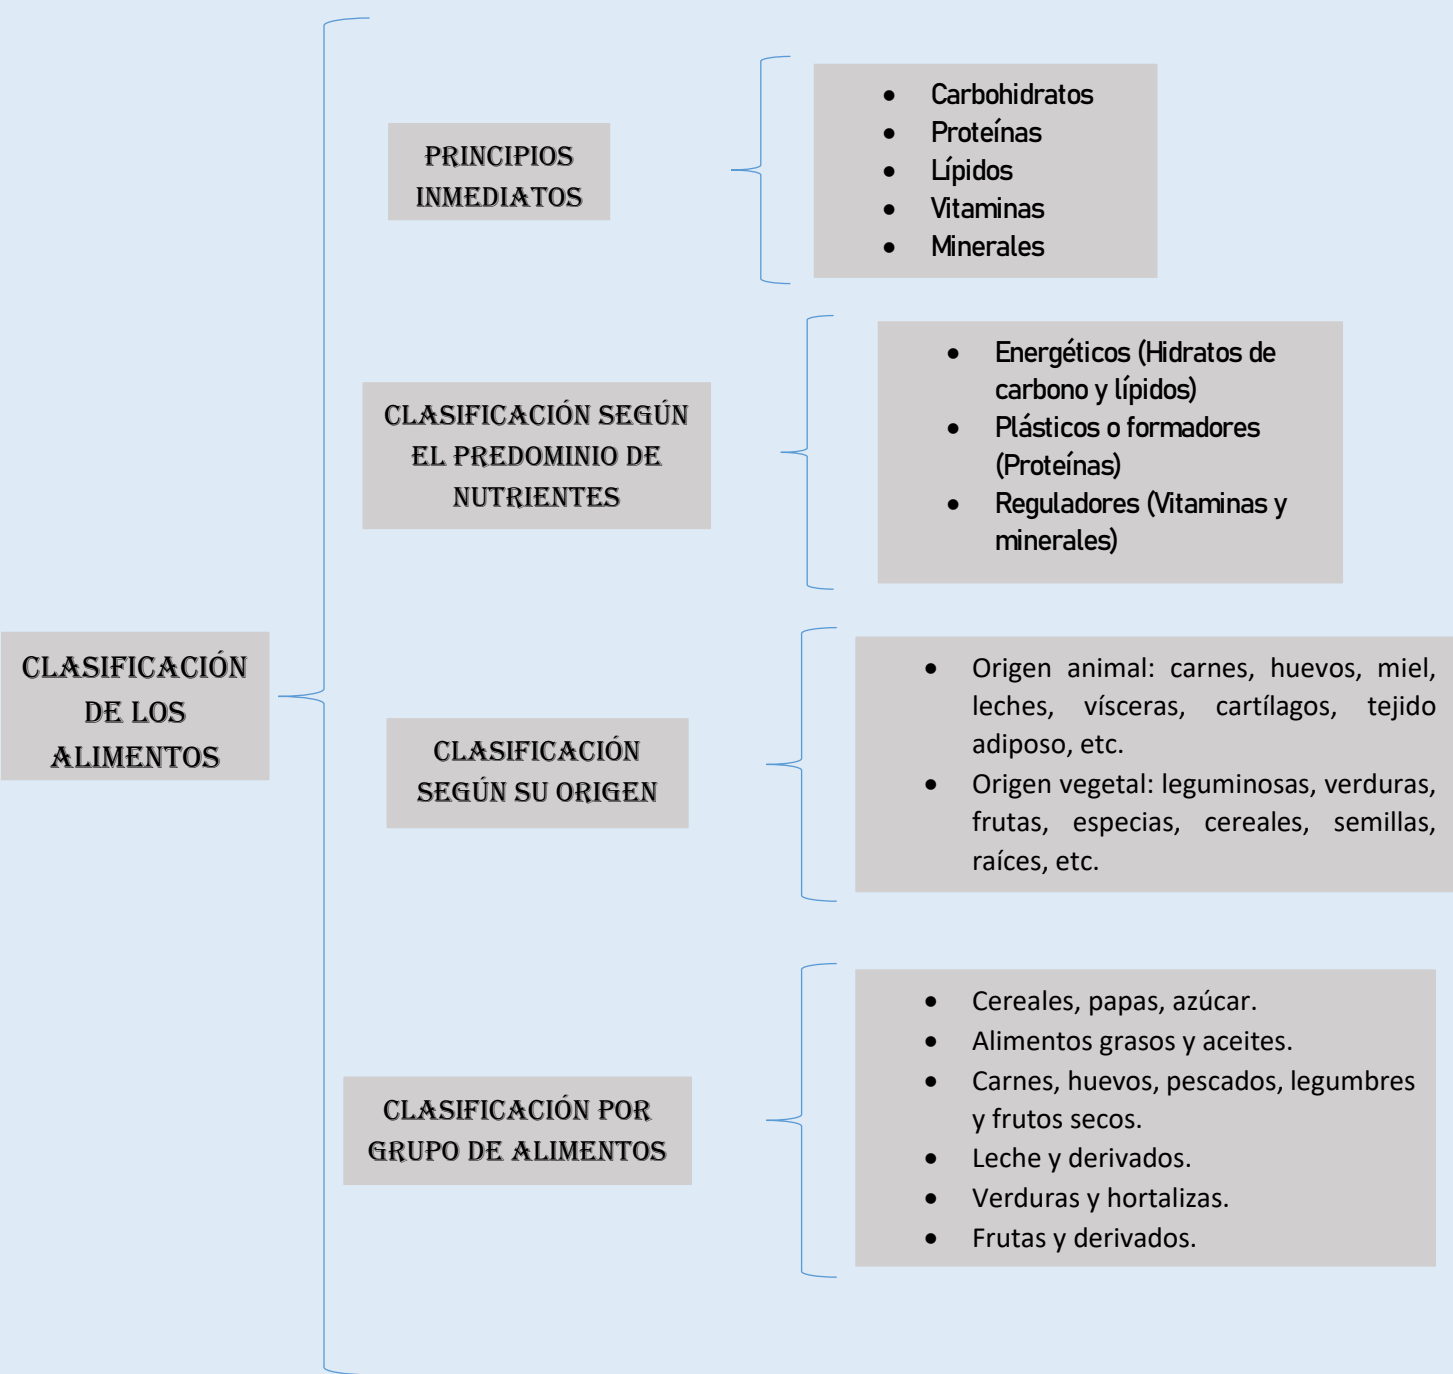 CLASIFICACIÓN
DE LOS
ALIMENTOS
PRINCIPIOS
INMEDIATOS
• Carbohidratos
• Proteínas
• Lípidos
• Vitaminas
• Minerales
CLASIFICACIÓN SEGÚN
EL PREDOMINIO DE
NUTRIENTES
• Energéticos (Hidratos de
carbono y lípidos)
• Plásticos o formadores
(Proteínas)
• Reguladores (Vitaminas y
minerales)
CLASIFICACIÓN
SEGÚN SU ORIGEN
• Origen animal: carnes, huevos, miel,
leches, vísceras, cartílagos, tejido
adiposo, etc.
• Origen vegetal: leguminosas, verduras,
frutas, especias, cereales, semillas,
raíces, etc.
CLASIFICACIÓN POR
GRUPO DE ALIMENTOS
• Cereales, papas, azúcar.
• Alimentos grasos y aceites.
• Carnes, huevos, pescados, legumbres
y frutos secos.
• Leche y derivados.
• Verduras y hortalizas.
• Frutas y derivados.